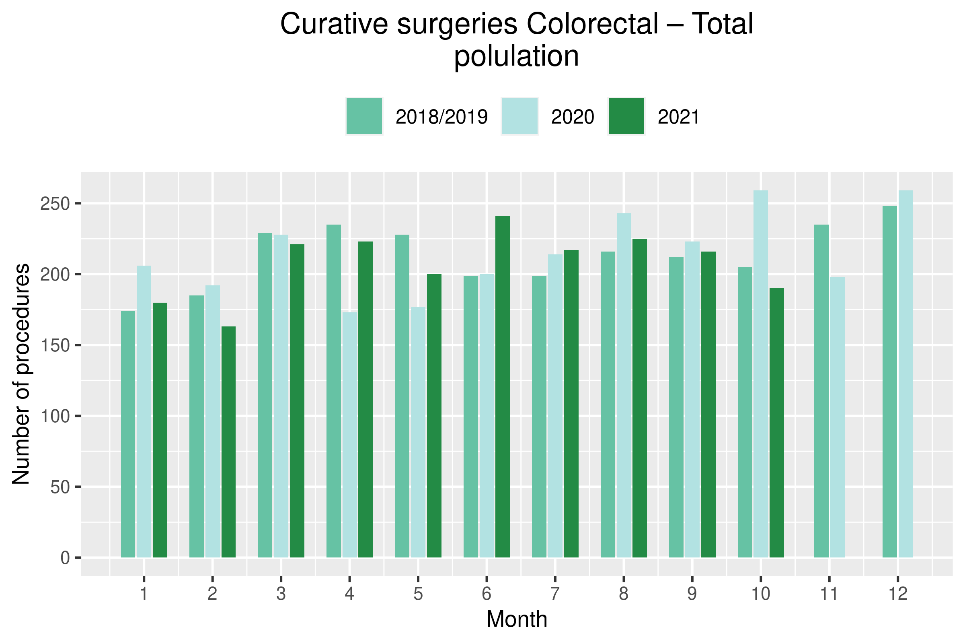 Curative surgeries Colorectal – Total
polulation
2018/2019 2020 2021
Number of procedures
250
200
150
100
50
0
1 2 3 4 5 6 7 8 9 10 11 12
Month